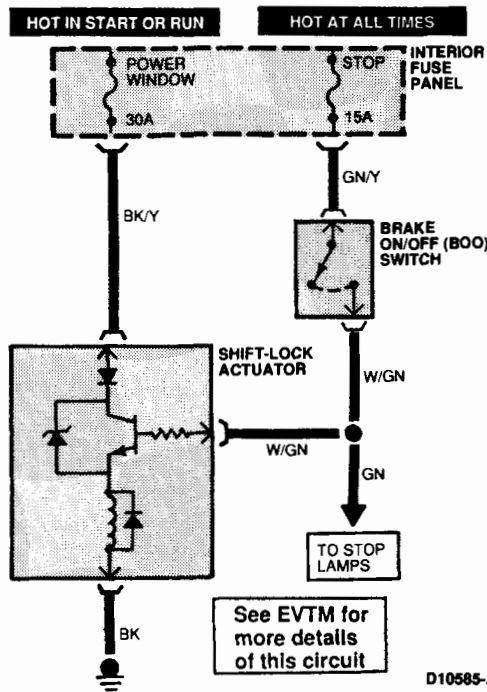 HOT IN START OR RUN
HOT AT ALL TIMES
POWER
WINDOW
30A
STOP
15A
INTERIOR
FUSE
PANEL
BK/Y
GN/Y
BRAKE
ON/OFF (BOO)
SWITCH
SHIFT-LOCK
ACTUATOR
W/GN
W/GN
GN
TO STOP
LAMPS
BK
See EVTM for
more details
of this circuit
D10585-